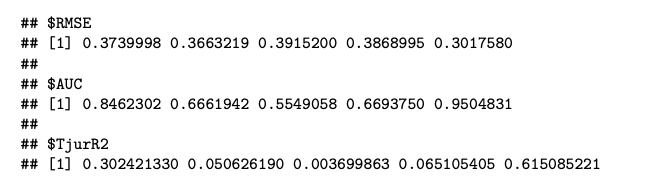 ## $RMSE
## [1] 0.3739998 0.3663219 0.3915200 0.3868995 0.3017580
##
## $AUC
## [1] 0.8462302 0.6661942 0.5549058 0.6693750 0.9504831
##
## $TjurR2
## [1] 0.302421330 0.050626190 0.003699863 0.065105405 0.615085221